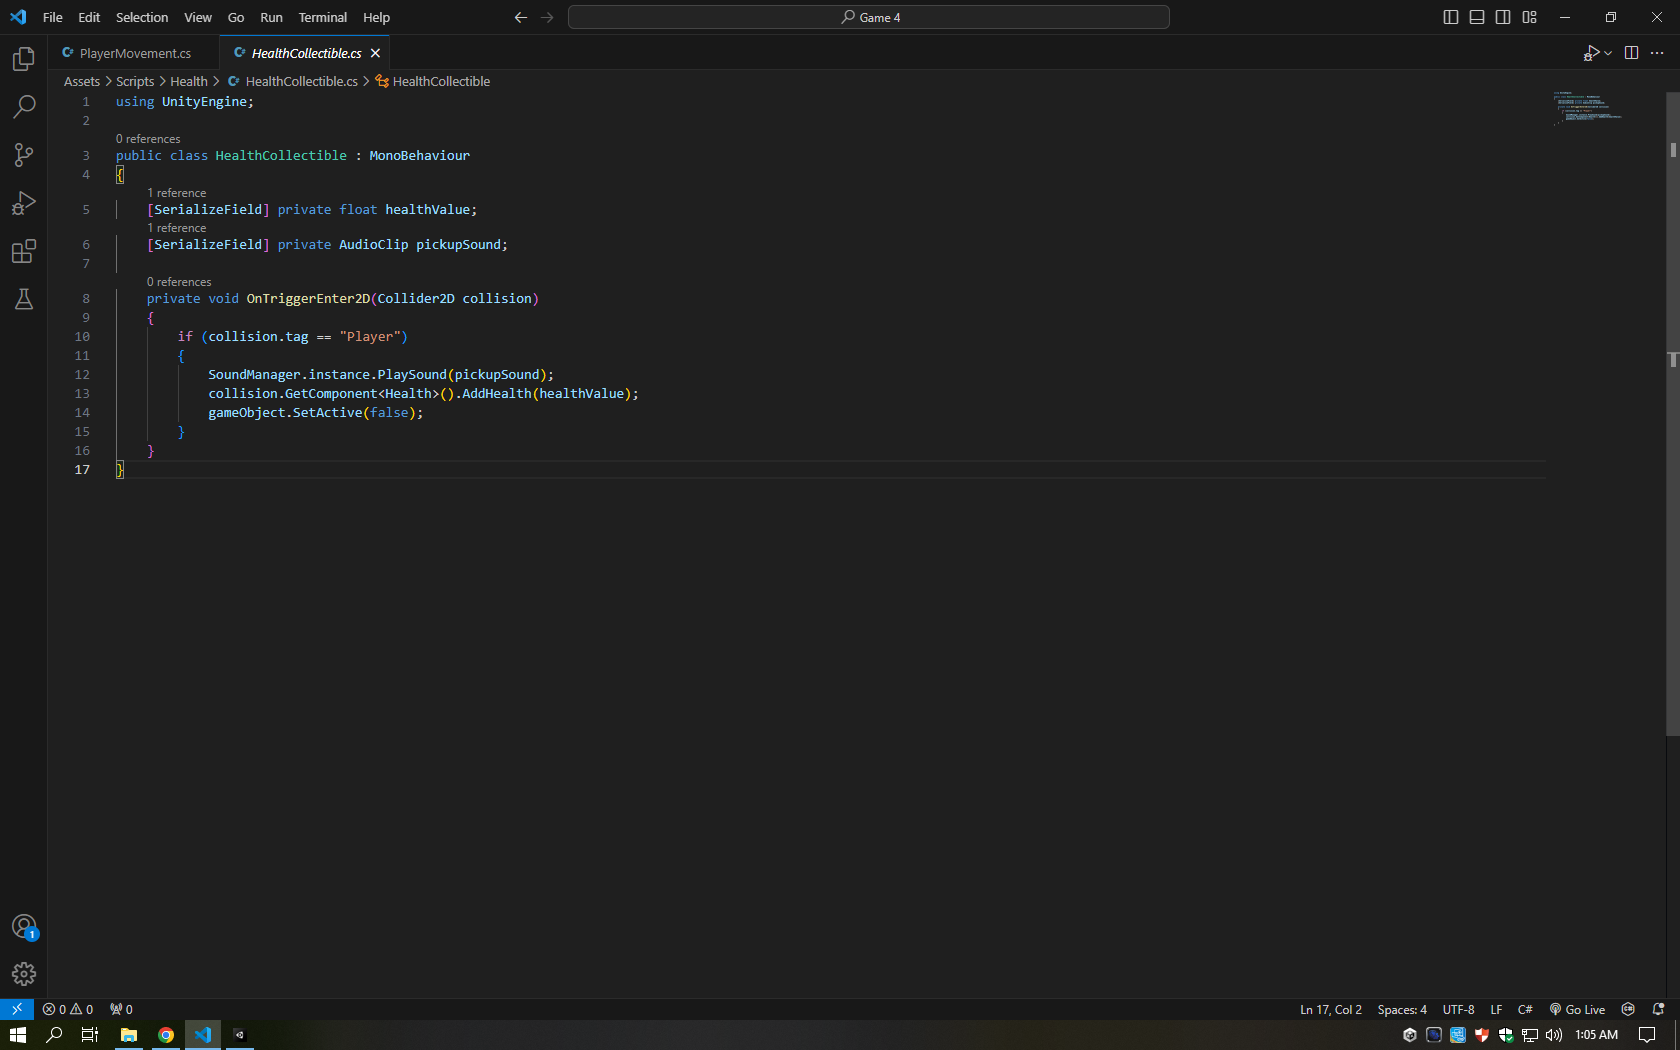 File Edit Selection View Go Run Terminal Help Game 4
PlayerMovement.cs HealthCollectible.cs
Assets > Scripts > Health > HealthCollectible.cs > HealthCollectible
1 using UnityEngine;
2
0 references
3 public class HealthCollectible : MonoBehaviour
4 {
1 reference
5 [SerializeField] private float healthValue;
1 reference
6 [SerializeField] private AudioClip pickupSound;
7
0 references
8 private void OnTriggerEnter2D(Collider2D collision)
9 {
10 if (collision.tag == "Player")
11 {
12 SoundManager.instance.PlaySound(pickupSound);
13 collision.GetComponent<Health>().AddHealth(healthValue);
14 gameObject.SetActive(false);
15 }
16 }
17 }
1
0 0 0 Ln 17, Col 2 Spaces: 4 UTF-8 LF C# Go Live
1:05 AM